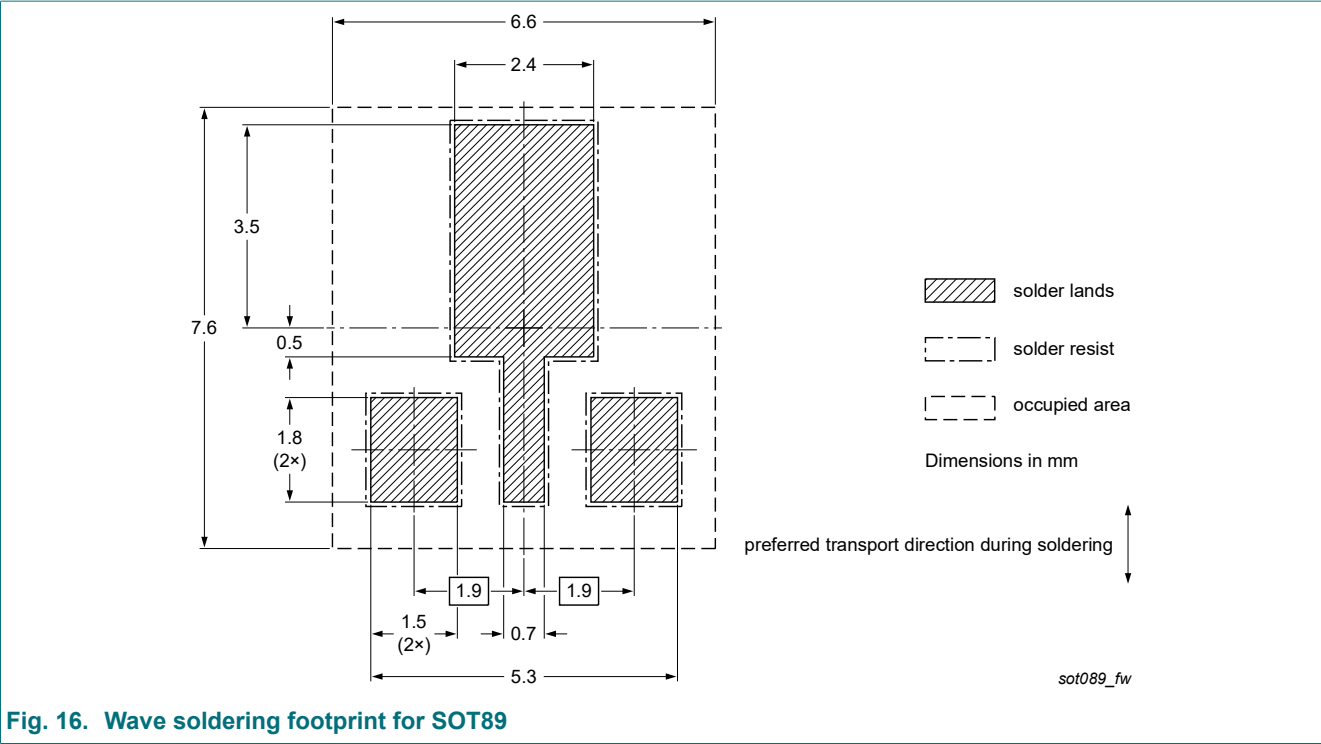 6.6
2.4
3.5
7.6
0.5
1.8
(2×)
solder lands
solder resist
occupied area
Dimensions in mm
preferred transport direction during soldering
1.9
1.9
1.5
(2×)
0.7
5.3
sot089_fw
Fig. 16. Wave soldering footprint for SOT89